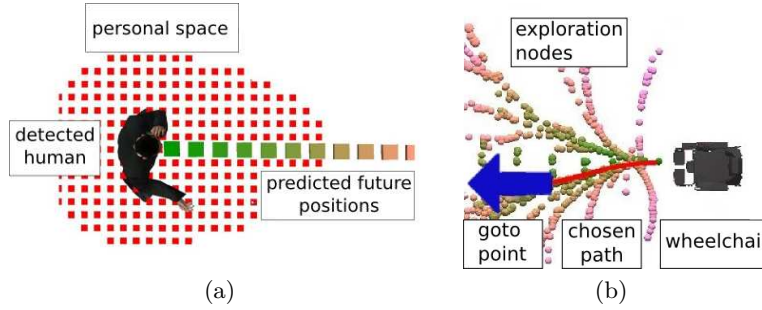 personal space
detected
human
predicted future
positions
exploration
nodes
goto
point
chosen
path
wheelchai
(a)
(b)